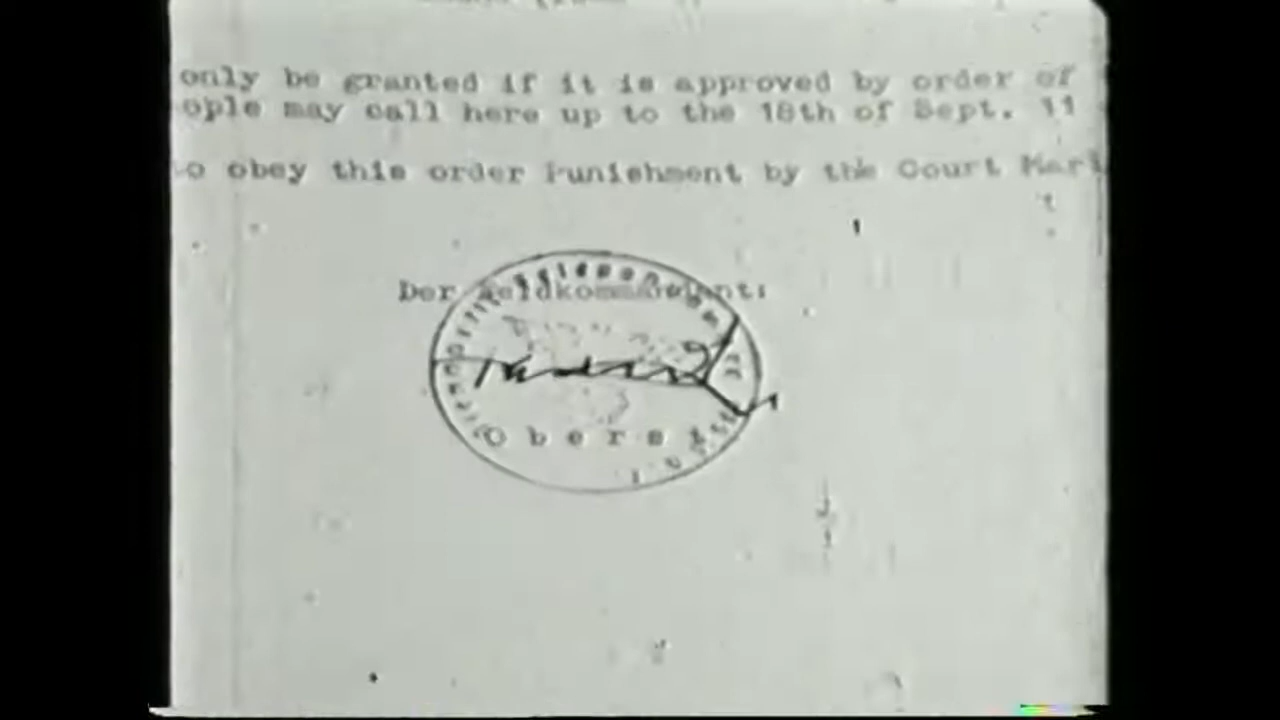 only be granted if it is approved by order of
ople may call here up to the 18th of Sept. 11
o obey this order Punishment by the Court Mar
Der Feldkommandant:
Oberst